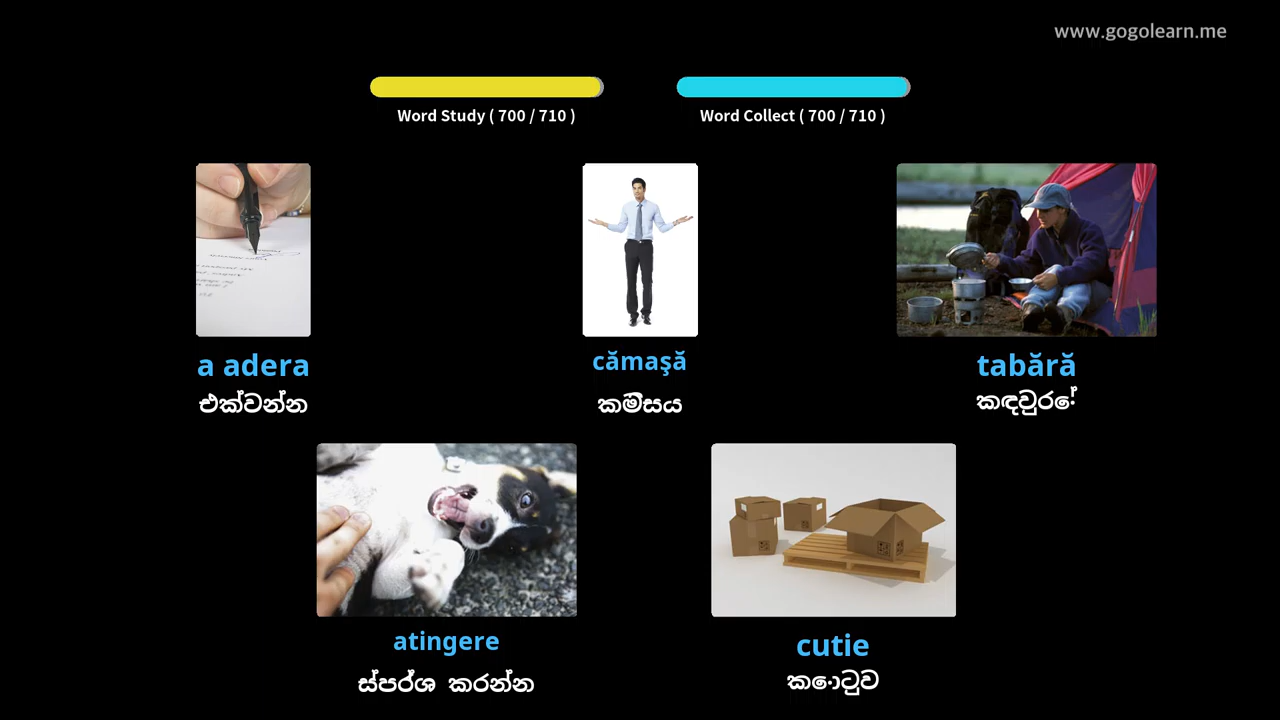 www.gogolearn.me
Word Study ( 700 / 710 )
Word Collect ( 700 / 710 )
a adera
එක්වන්න
cămaşă
කමිසය
tabără
කඳවුරේ
atingere
ස්පර්ශ කරන්න
cutie
කොටුව